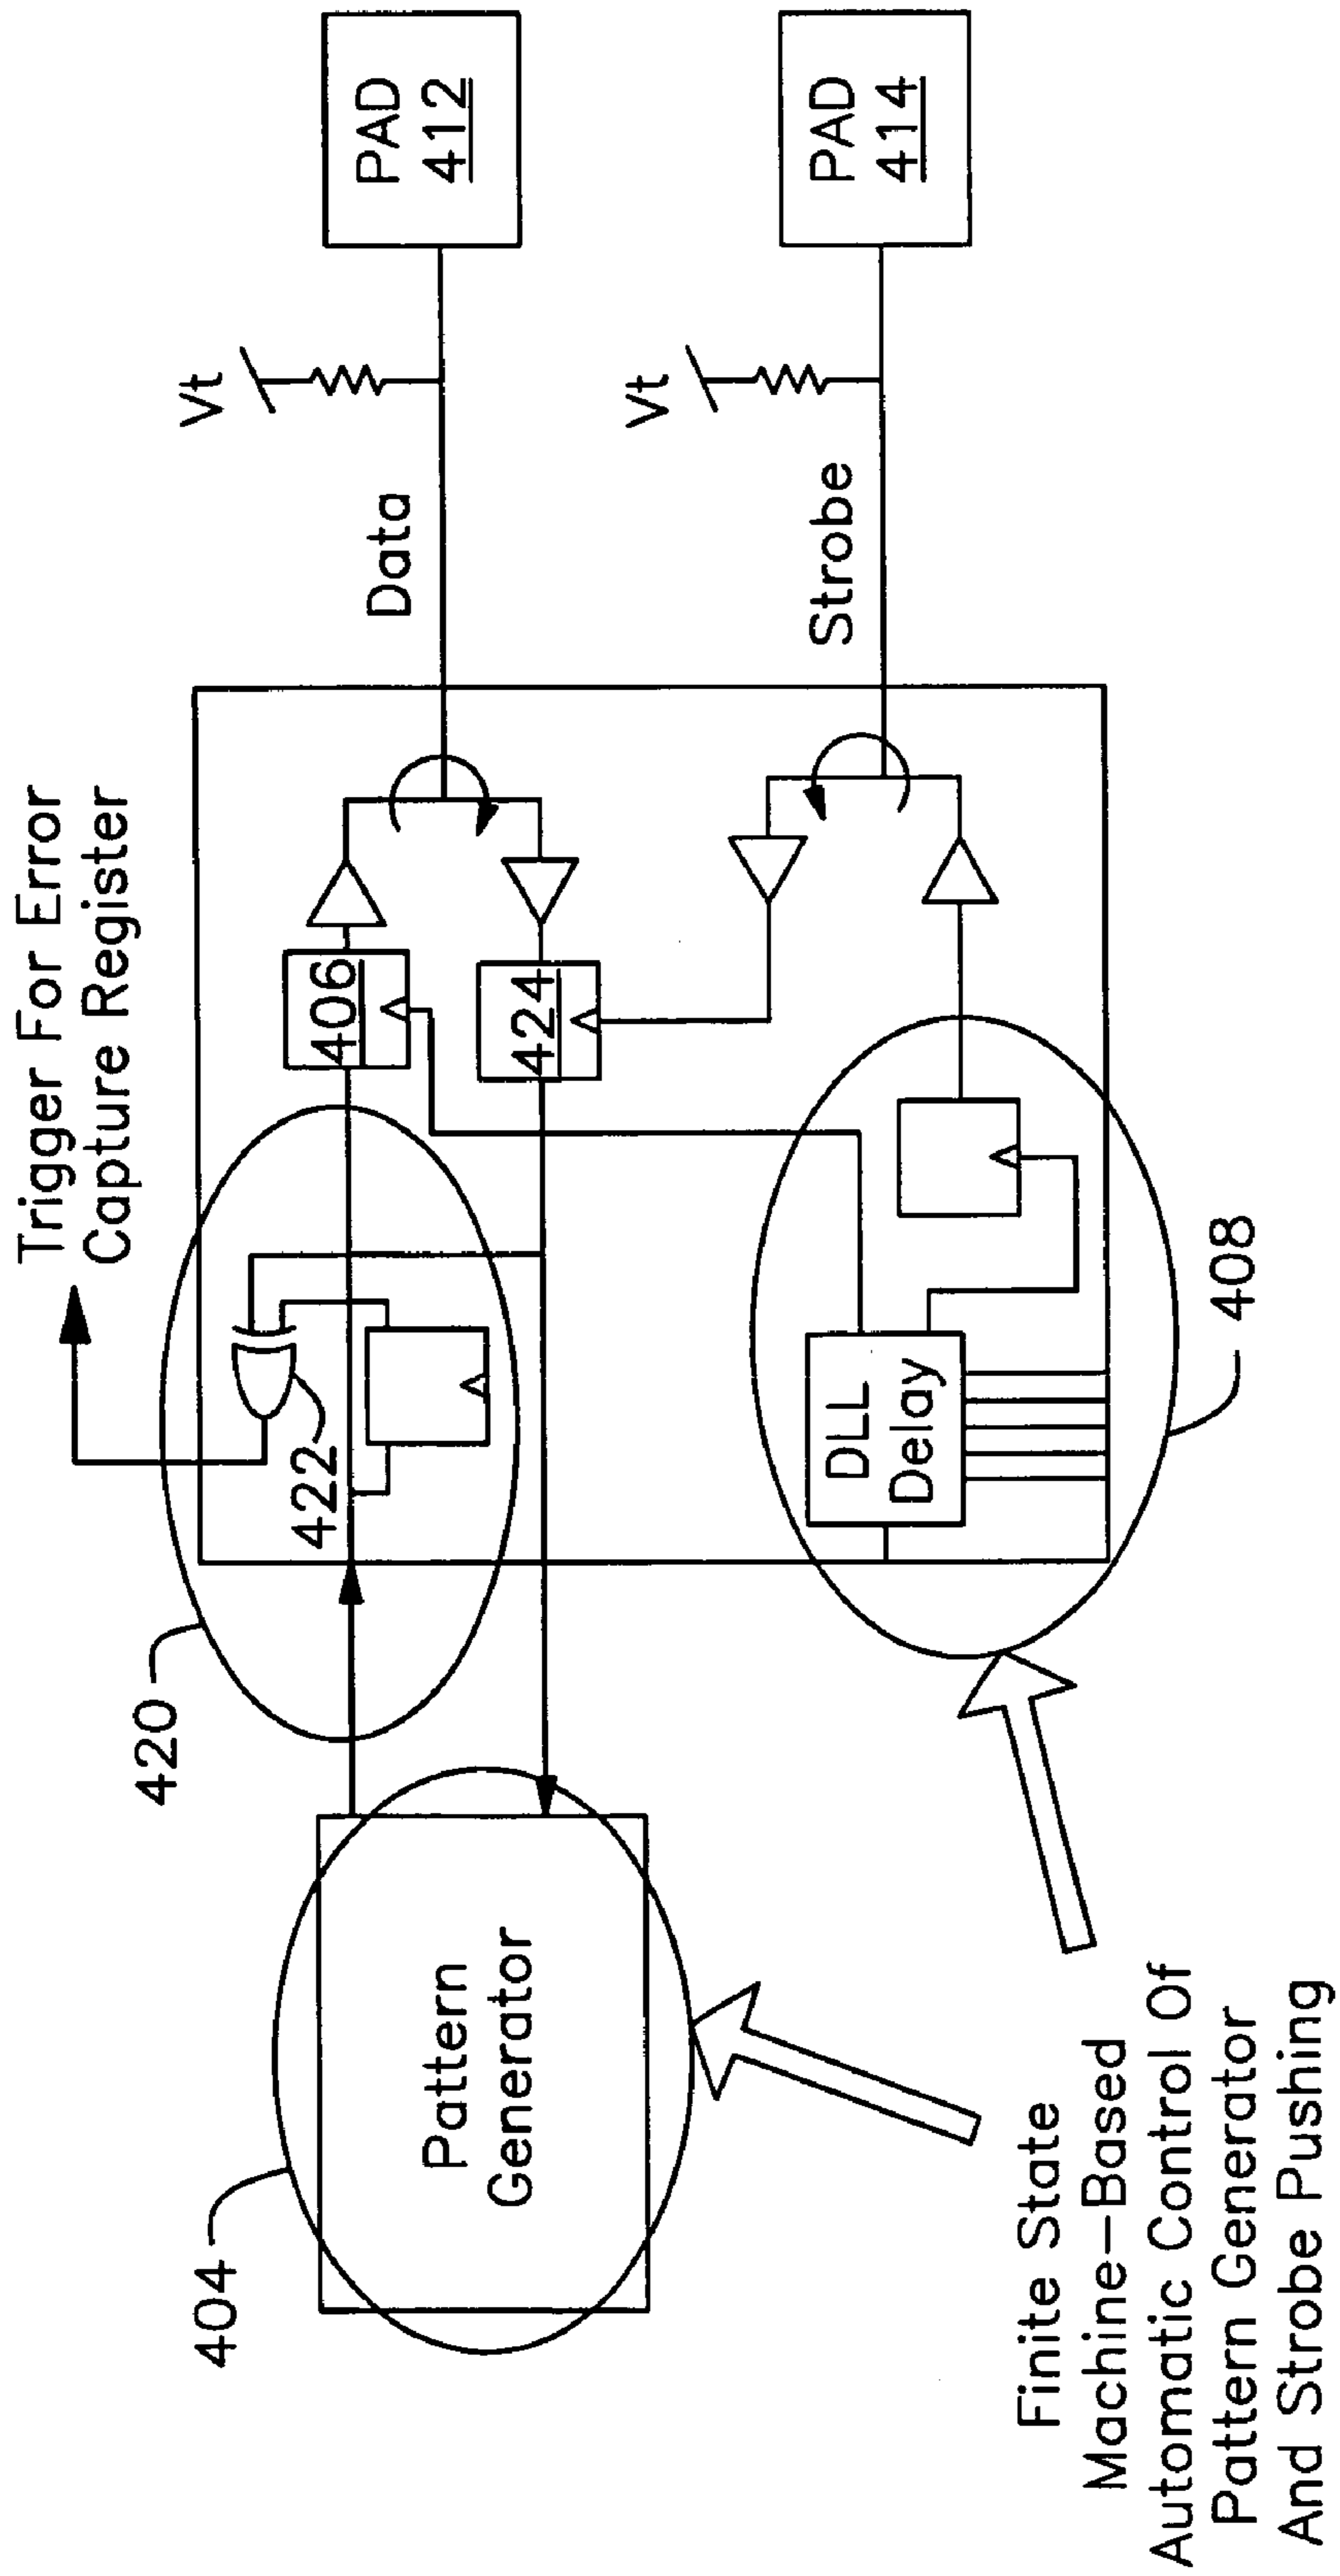 Trigger For Error
Capture Register
420
422
406
424
Vt
Data
PAD
412
404
Pattern
Generator
DLL
Delay
408
Vt
Strobe
PAD
414
Finite State
Machine-Based
Automatic Control Of
Pattern Generator
And Strobe Pushing